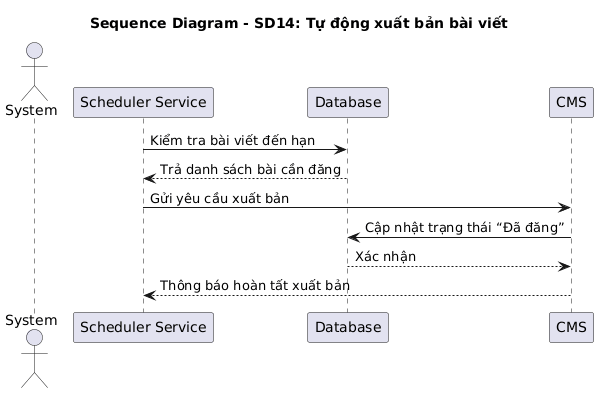 Sequence Diagram - SD14: Tự động xuất bản bài viết
System
Scheduler Service
Database
CMS
Kiểm tra bài viết đến hạn
Trả danh sách bài cần đăng
Gửi yêu cầu xuất bản
Cập nhật trạng thái “Đã đăng”
Xác nhận
Thông báo hoàn tất xuất bản
System
Scheduler Service
Database
CMS